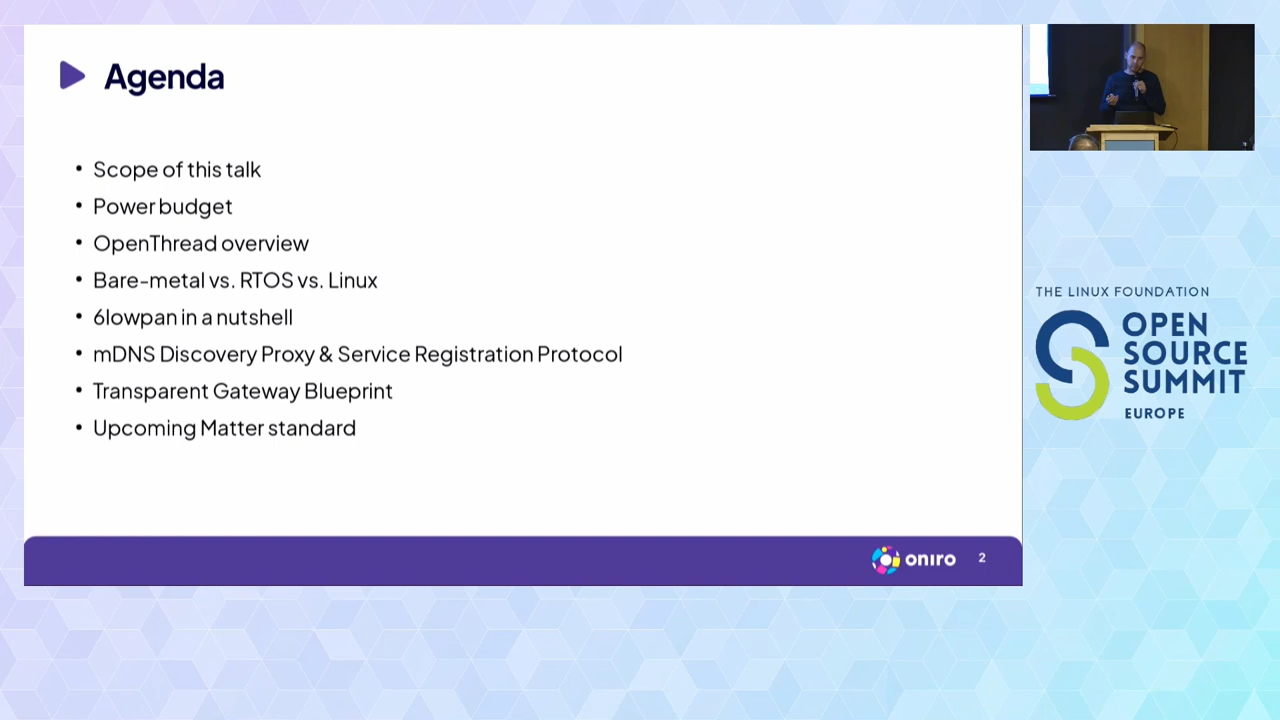 Agenda
• Scope of this talk
• Power budget
• OpenThread overview
• Bare-metal vs. RTOS vs. Linux
• 6lowpan in a nutshell
• mDNS Discovery Proxy & Service Registration Protocol
• Transparent Gateway Blueprint
• Upcoming Matter standard
oniro 2
THE LINUX FOUNDATION
OPEN
SOURCE
SUMMIT
EUROPE